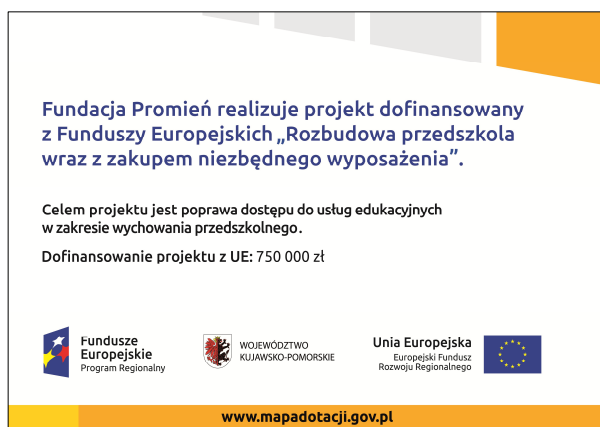 Fundacja Promień realizuje projekt dofinansowany
z Funduszy Europejskich „Rozbudowa przedszkola
wraz z zakupem niezbędnego wyposażenia”.
Celem projektu jest poprawa dostępu do usług edukacyjnych
w zakresie wychowania przedszkolnego.
Dofinansowanie projektu z UE: 750 000 zł
Fundusze
Europejskie
Program Regionalny
WOJEWÓDZTWO
KUJAWSKO-POMORSKIE
Unia Europejska
Europejski Fundusz
Rozwoju Regionalnego
www.mapadotacji.gov.pl